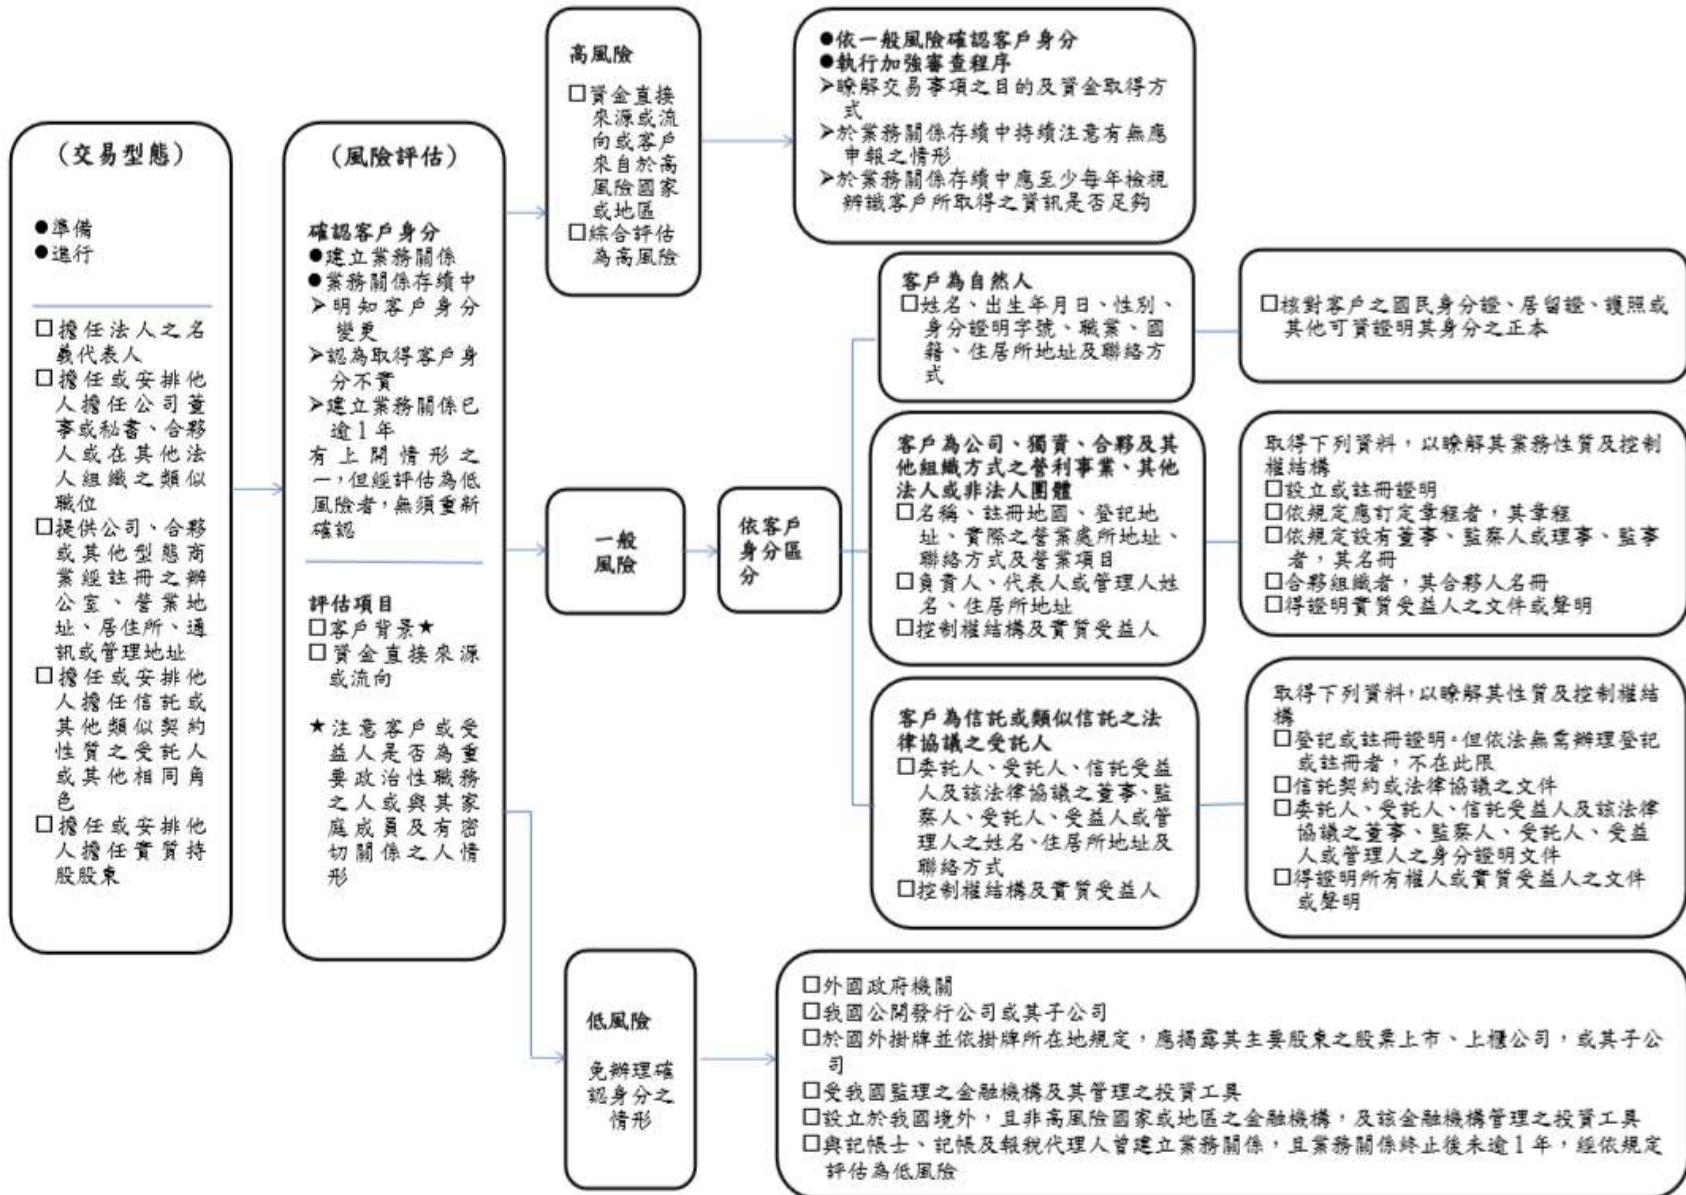 (交易型態)
●準備
●進行
□擔任法人之名
義代表人
□擔任或安排他
人擔任公司董
事或秘書、合夥
人或在其他法
人組織之類似
職位
□提供公司、合夥
或其他型態商
業經註冊之辦
公室、營業地
址、居住所、通
訊或管理地址
□擔任或安排他
人擔任信託或
其他類似契約
性質之受託人
或其他相同角
色
□擔任或安排他
人擔任實質持
股股東
(風險評估)
確認客戶身分
●建立業務關係
●業務關係存續中
➤明知客戶身分
變更
➤認為取得客戶身
分不實
➤建立業務關係已
逾1年
有上開情形之
一,但經評估為低
風險者,無須重新
確認
評估項目
□客戶背景★
□資金直接來源
或流向
★注意客戶或受
益人是否為重
要政治性職務
之人或與其家
庭成員及有密
切關係之人情
形
高風險
□資金直接
來源或流
向或客戶
來自於高
風險國家
或地區
□綜合評估
為高風險
●依一般風險確認客戶身分
●執行加強審查程序
➤瞭解交易事項之目的及資金取得方
式
➤於業務關係存續中持續注意有無應
申報之情形
➤於業務關係存續中應至少每年檢視
辨識客戶所取得之資訊是否足夠
一般
風險
依客戶
身分區
分
客戶為自然人
□姓名、出生年月日、性別、
身分證明字號、職業、國
籍、住居所地址及聯絡方
式
□核對客戶之國民身分證、居留證、護照或
其他可資證明其身分之正本
客戶為公司、獨資、合夥及其
他組織方式之營利事業、其他
法人或非法人團體
□名稱、註冊地國、登記地
址、實際之營業處所地址、
聯絡方式及營業項目
□負責人、代表人或管理人姓
名、住居所地址
□控制權結構及實質受益人
取得下列資料,以瞭解其業務性質及控制
權結構
□設立或註冊證明
□依規定應訂定章程者,其章程
□依規定設有董事、監察人或理事、監事
者,其名冊
□合夥組織者,其合夥人名冊
□得證明實質受益人之文件或聲明
客戶為信託或類似信託之法
律協議之受託人
□委託人、受託人、信託受益
人及該法律協議之董事、監
察人、受託人、受益人或管
理人之姓名、住居所地址及
聯絡方式
□控制權結構及實質受益人
取得下列資料,以瞭解其性質及控制權結
構
□登記或註冊證明。但依法無需辦理登記
或註冊者,不在此限
□信託契約或法律協議之文件
□委託人、受託人、信託受益人及該法律
協議之董事、監察人、受託人、受益
人或管理人之身分證明文件
□得證明所有權人或實質受益人之文件
或聲明
低風險
免辦理確
認身分之
情形
□外國政府機關
□我國公開發行公司或其子公司
□於國外掛牌並依掛牌所在地規定,應揭露其主要股東之股票上市、上櫃公司,或其子公
司
□受我國監理之金融機構及其管理之投資工具
□設立於我國境外,且非高風險國家或地區之金融機構,及該金融機構管理之投資工具
□與記帳士、記帳及報稅代理人曾建立業務關係,且業務關係終止後未逾1年,經依規定
評估為低風險